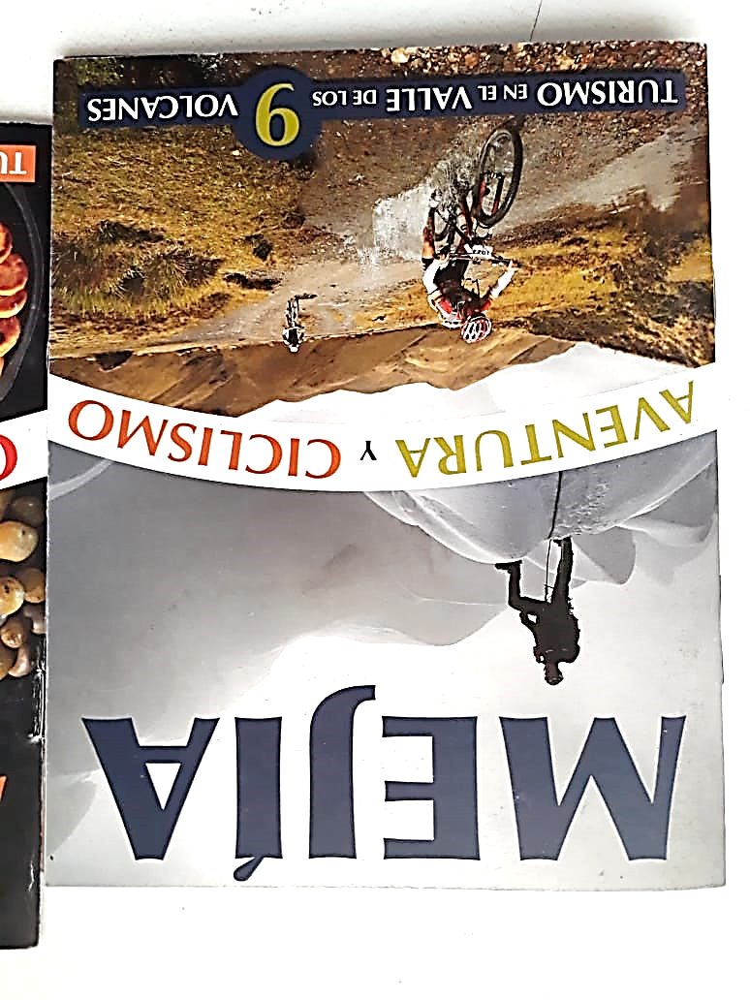 MEJÍA
AVENTURA Y CICLISMO
TURISMO EN EL VALLE DE LOS 9 VOLCANES